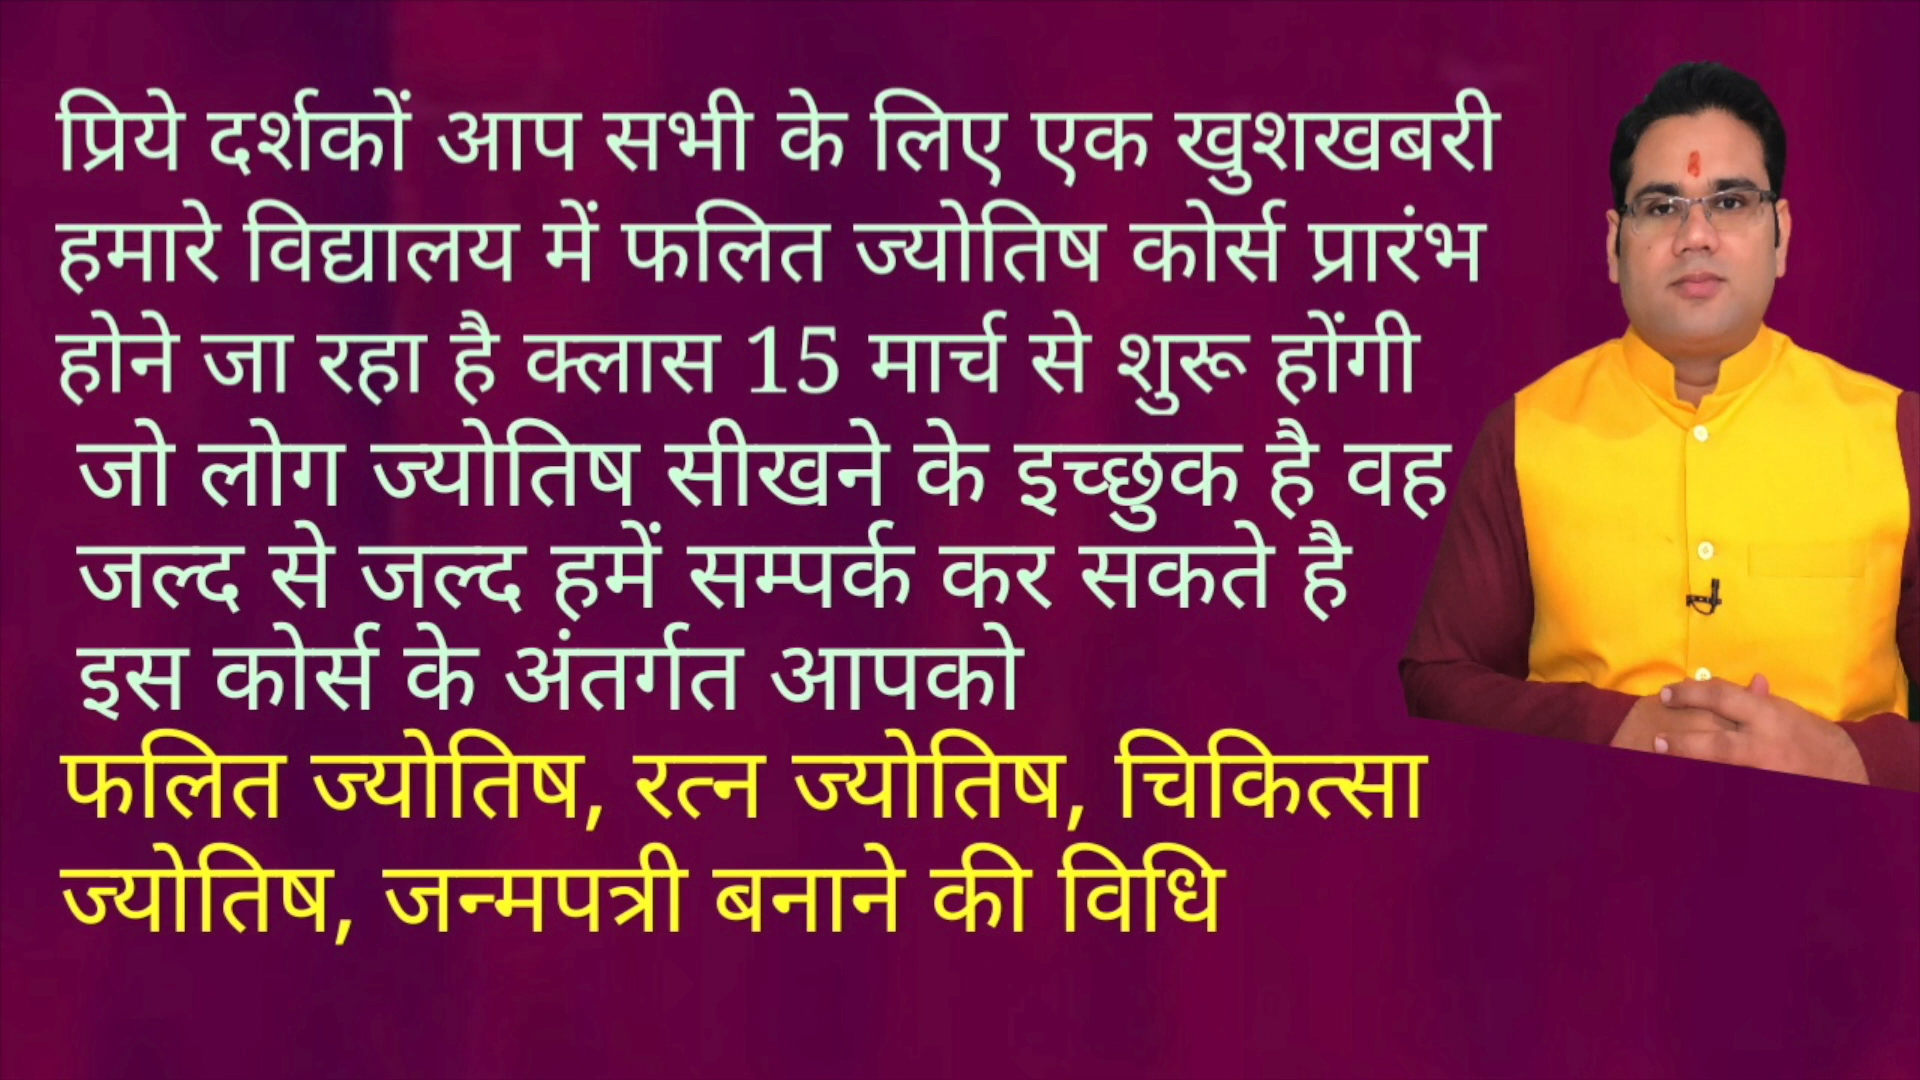 प्रिये दर्शकों आप सभी के लिए एक खुशखबरी
हमारे विद्यालय में फलित ज्योतिष कोर्स प्रारंभ
होने जा रहा है क्लास 15 मार्च से शुरू होंगी
जो लोग ज्योतिष सीखने के इच्छुक है वह
जल्द से जल्द हमें सम्पर्क कर सकते है
इस कोर्स के अंतर्गत आपको
फलित ज्योतिष, रत्न ज्योतिष, चिकित्सा
ज्योतिष, जन्मपत्री बनाने की विधि